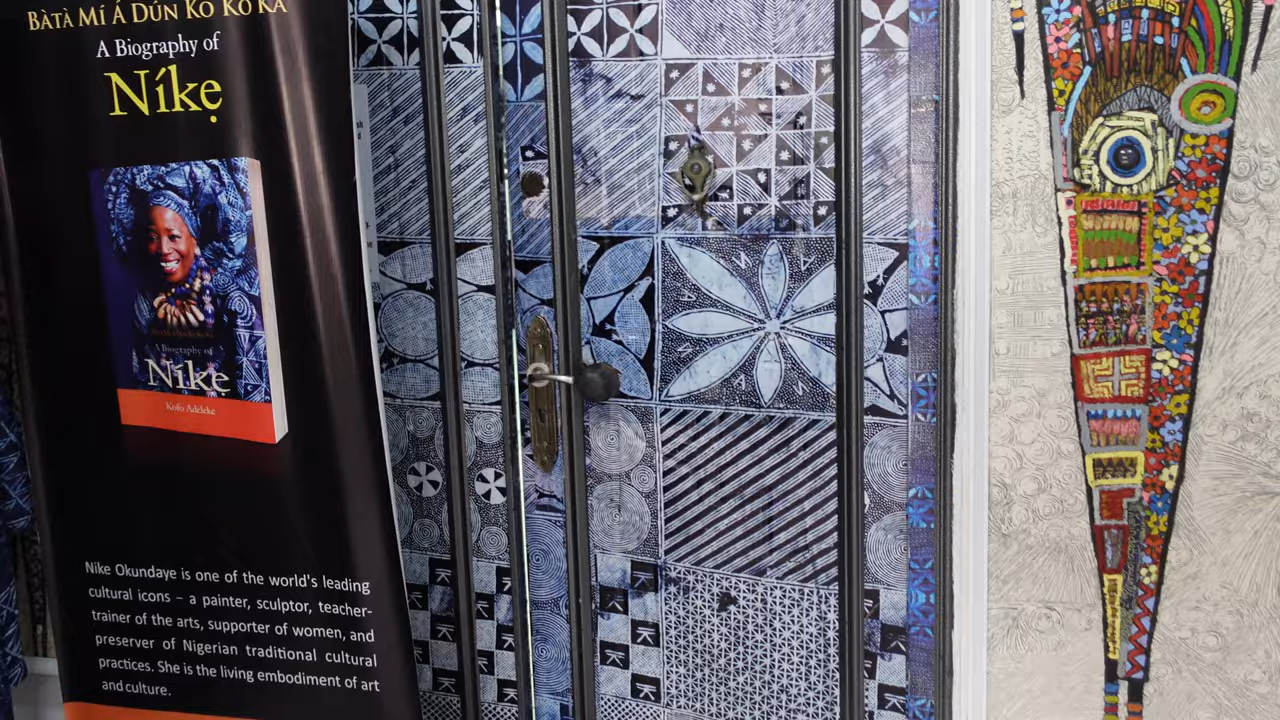 BÀTÀ MÍ Á DÚN KO KO KÀ
A Biography of
Níkẹ
A Biography of
Níkẹ
Kofo Adeleke
Nike Okundaye is one of the world's leading
cultural icons – a painter, sculptor, teacher-
trainer of the arts, supporter of women, and
preserver of Nigerian traditional cultural
practices. She is the living embodiment of art
and culture.